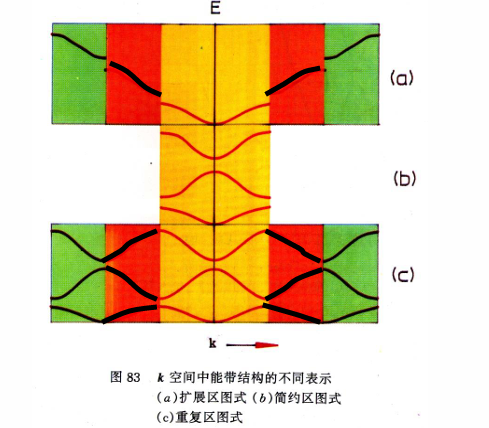 E
(a)
(b)
(c)
k
图 83 k 空间中能带结构的不同表示
(a)扩展区图式 (b)简约区图式
(c)重复区图式